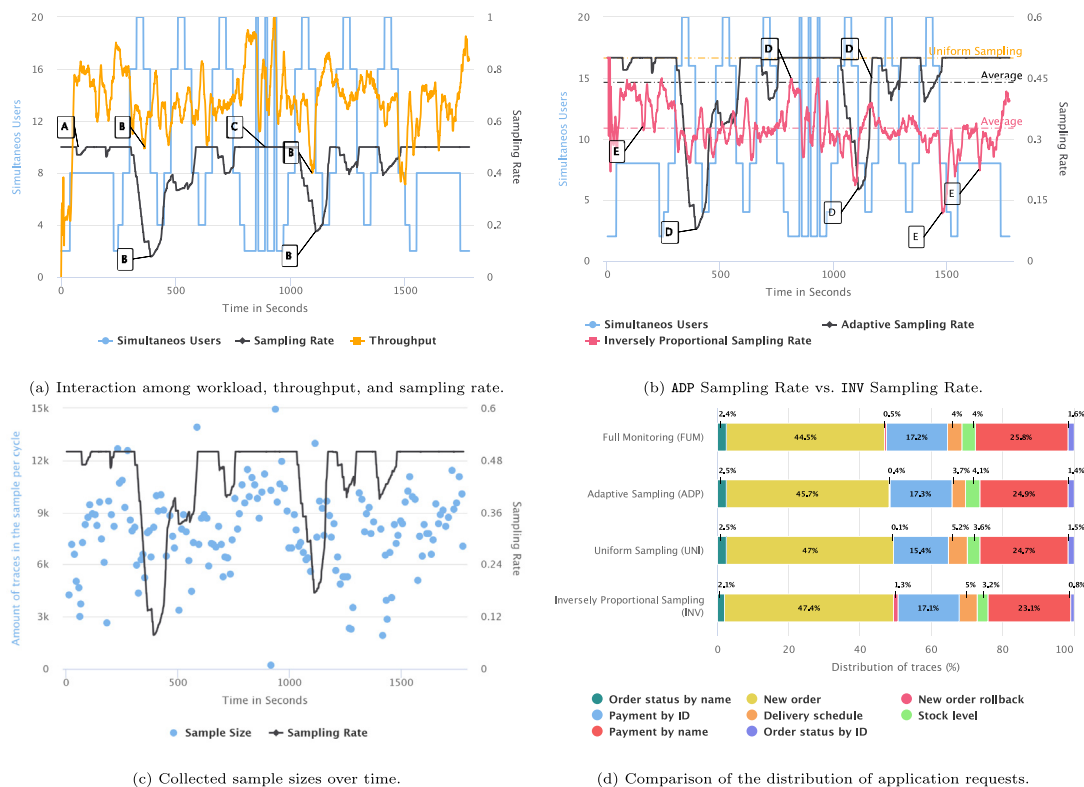 20
16
12
8
4
0
Simultaneos Users
1
0.8
0.6
0.4
0.2
0
Sampling Rate
A
B
C
B
B
B
0
500
1000
1500
Time in Seconds
Simultaneos Users
Sampling Rate
Throughput
(a) Interaction among workload, throughput, and sampling rate.
20
15
10
5
0
Simultaneos Users
0.6
0.45
0.3
0.15
0
Sampling Rate
Uniform Sampling
Average
Average
D
D
E
D
D
E
E
0
500
1000
1500
Time in Seconds
Simultaneos Users
Adaptive Sampling Rate
Inversely Proportional Sampling Rate
(b) ADP Sampling Rate vs. INV Sampling Rate.
15k
12k
9k
6k
3k
0
Amount of traces in the sample per cycle
0.6
0.48
0.36
0.24
0.12
0
Sampling Rate
0
500
1000
1500
Time in Seconds
Sample Size
Sampling Rate
(c) Collected sample sizes over time.
2.4%
0.5%
4%
4%
1.6%
Full Monitoring (FUM)
44.5%
17.2%
25.8%
2.5%
0.4%
3.7%
4.1%
1.4%
Adaptive Sampling (ADP)
45.7%
17.3%
24.9%
2.5%
0.1%
5.2%
3.6%
1.5%
Uniform Sampling (UNI)
47%
15.4%
24.7%
2.1%
1.3%
5%
3.2%
0.8%
Inversely Proportional Sampling
(INV)
47.4%
17.1%
23.1%
0
20
40
60
80
100
Distribution of traces (%)
Order status by name
New order
New order rollback
Payment by ID
Delivery schedule
Stock level
Payment by name
Order status by ID
(d) Comparison of the distribution of application requests.